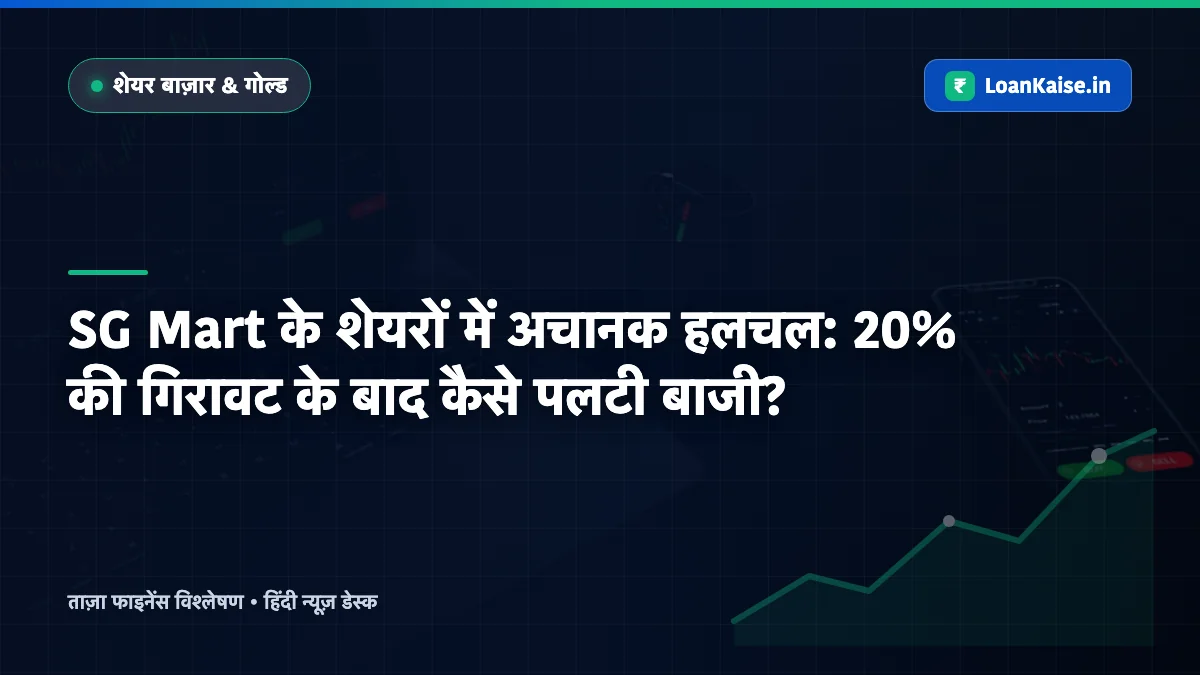 शेयर बाज़ार & गोल्ड
₹ LoanKaise.in
SG Mart के शेयरों में अचानक हलचल: 20%
की गिरावट के बाद कैसे पलटी बाजी?
ताज़ा फाइनेंस विश्लेषण • हिंदी न्यूज़ डेस्क